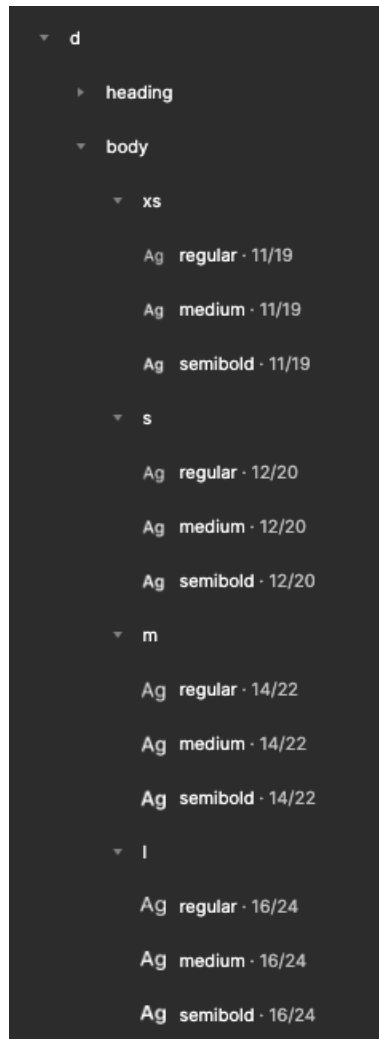 d
heading
body
xs
Ag regular · 11/19
Ag medium · 11/19
Ag semibold · 11/19
s
Ag regular · 12/20
Ag medium · 12/20
Ag semibold · 12/20
m
Ag regular · 14/22
Ag medium · 14/22
Ag semibold · 14/22
l
Ag regular · 16/24
Ag medium · 16/24
Ag semibold · 16/24